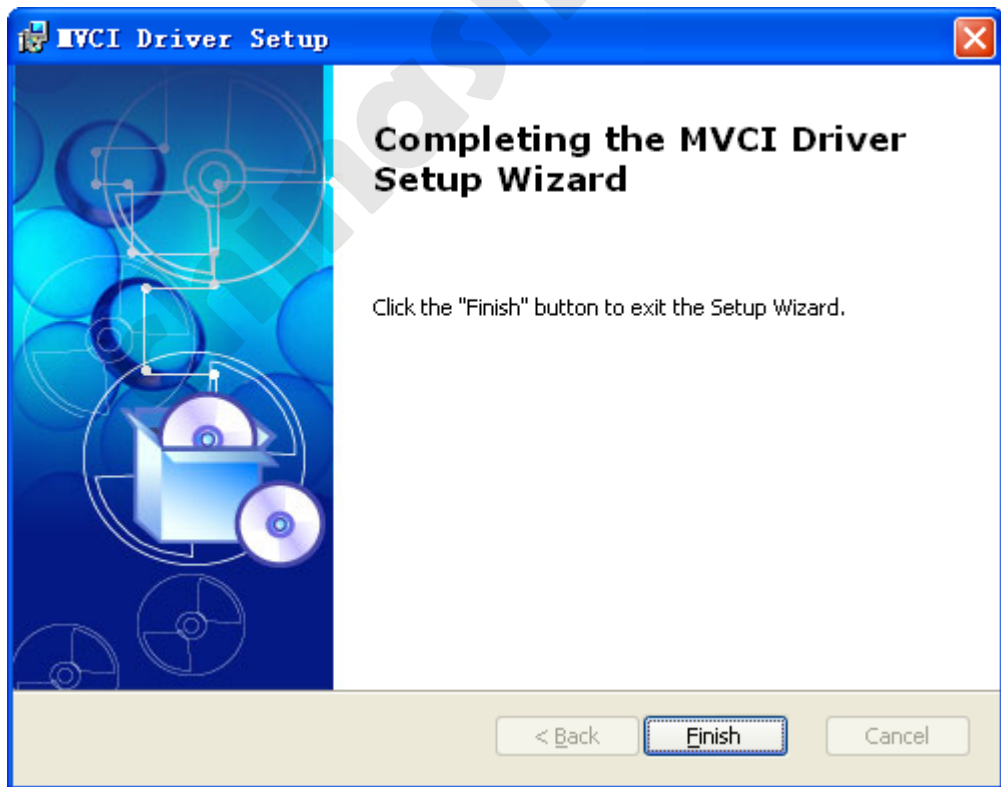 MVCI Driver Setup
Completing the MVCI Driver
Setup Wizard
Click the "Finish" button to exit the Setup Wizard.
< Back
Finish
Cancel